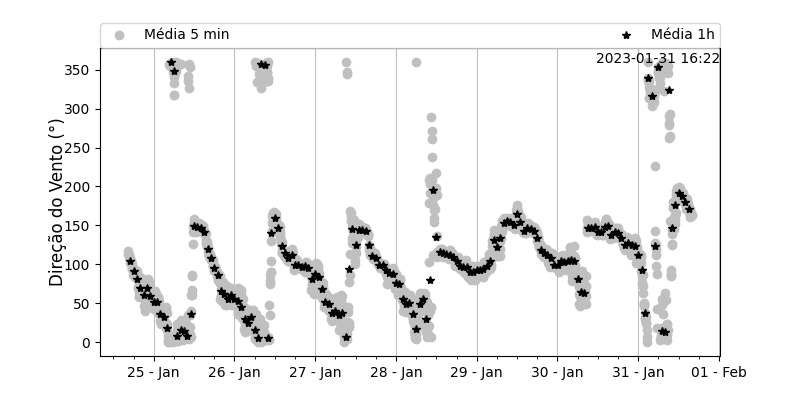 Média 5 min
Média 1h
2023-01-31 16:22
Direção do Vento (°)
350
300
250
200
150
100
50
0
25 - Jan
26 - Jan
27 - Jan
28 - Jan
29 - Jan
30 - Jan
31 - Jan
01 - Feb